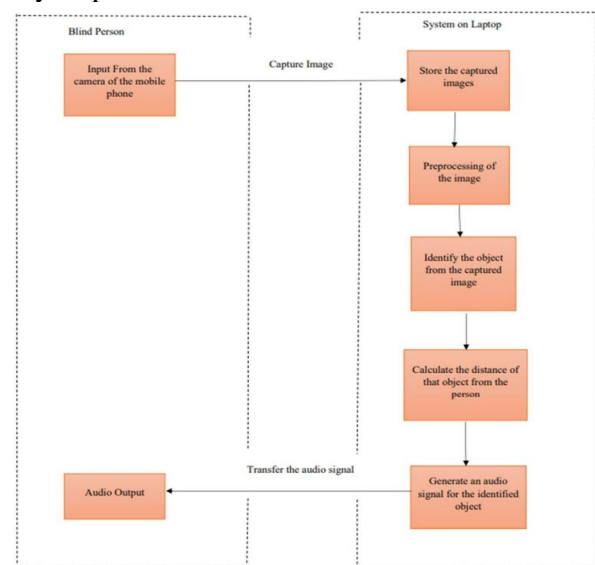 Blind Person
System on Laptop
Input From the
camera of the mobile
phone
Capture Image
Store the captured
images
Preprocessing of
the image
Identify the object
from the captured
image
Calculate the distance of
that object from the
person
Transfer the audio signal
Audio Output
Generate an audio
signal for the identified
object